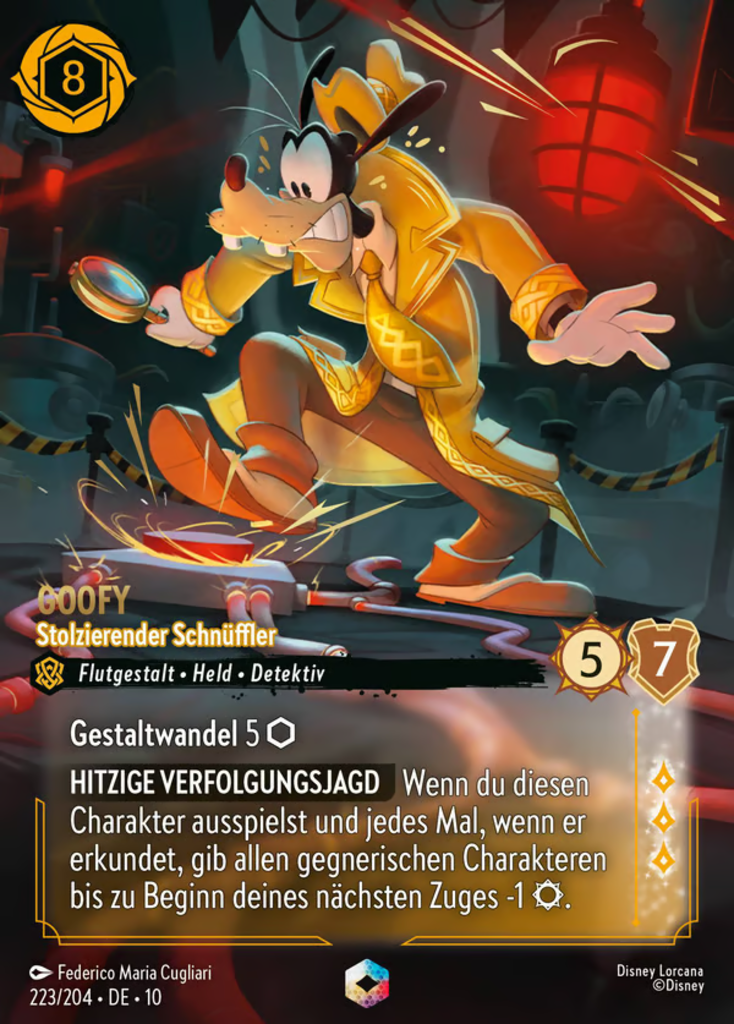 8
GOOFY
Stolzierender Schnüffler
5 7
Flutgestalt • Held • Detektiv
Gestaltwandel 5 ⬡
HITZIGE VERFOLGUNGSJAGD Wenn du diesen
Charakter ausspielst und jedes Mal, wenn er
erkundet, gib allen gegnerischen Charakteren
bis zu Beginn deines nächsten Zuges -1 ¤.
Federico Maria Cugliari
223/204 • DE • 10
Disney Lorcana
©Disney